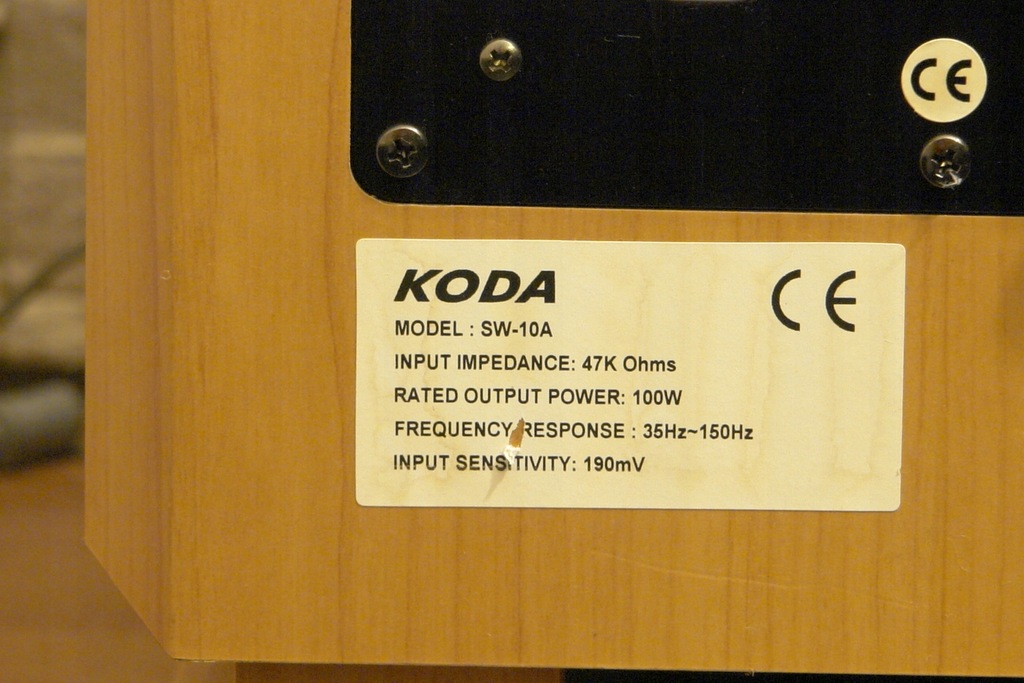 CE
KODA CE
MODEL : SW-10A
INPUT IMPEDANCE: 47K Ohms
RATED OUTPUT POWER: 100W
FREQUENCY RESPONSE : 35Hz~150Hz
INPUT SENSITIVITY: 190mV